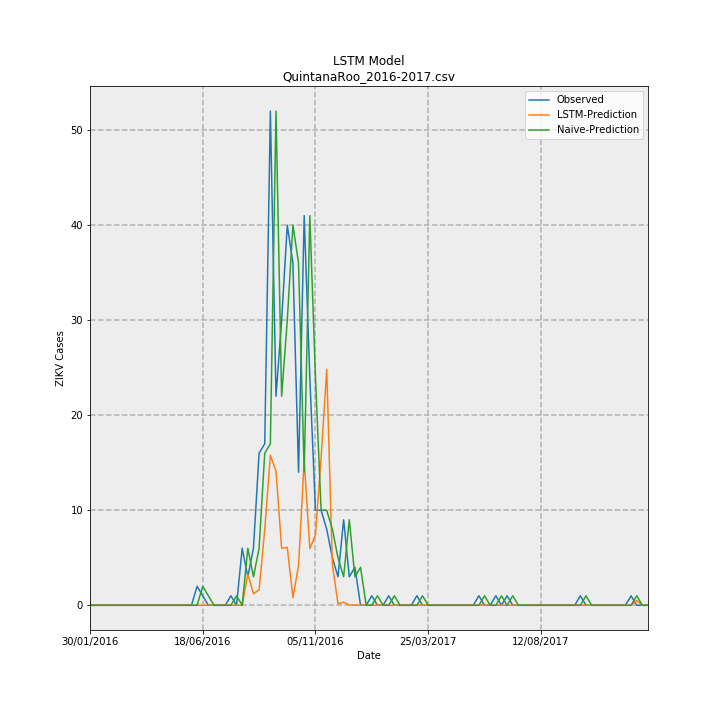 LSTM Model
QuintanaRoo_2016-2017.csv
Observed
LSTM-Prediction
Naive-Prediction
ZIKV Cases
50
40
30
20
10
0
30/01/2016
18/06/2016
05/11/2016
25/03/2017
12/08/2017
Date